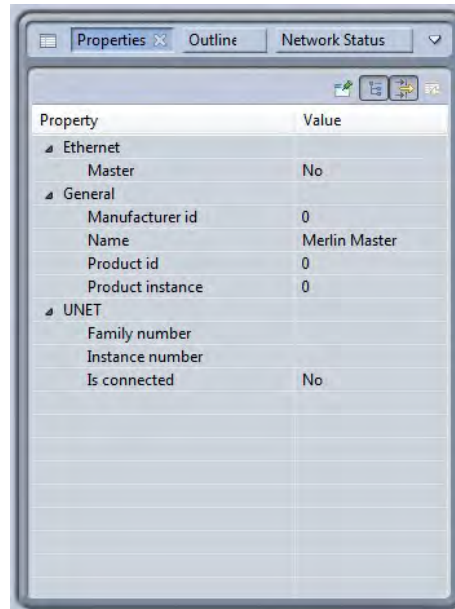 Properties Outline Network Status
Property Value
Ethernet
Master No
General
Manufacturer id 0
Name Merlin Master
Product id 0
Product instance 0
UNET
Family number
Instance number
Is connected No